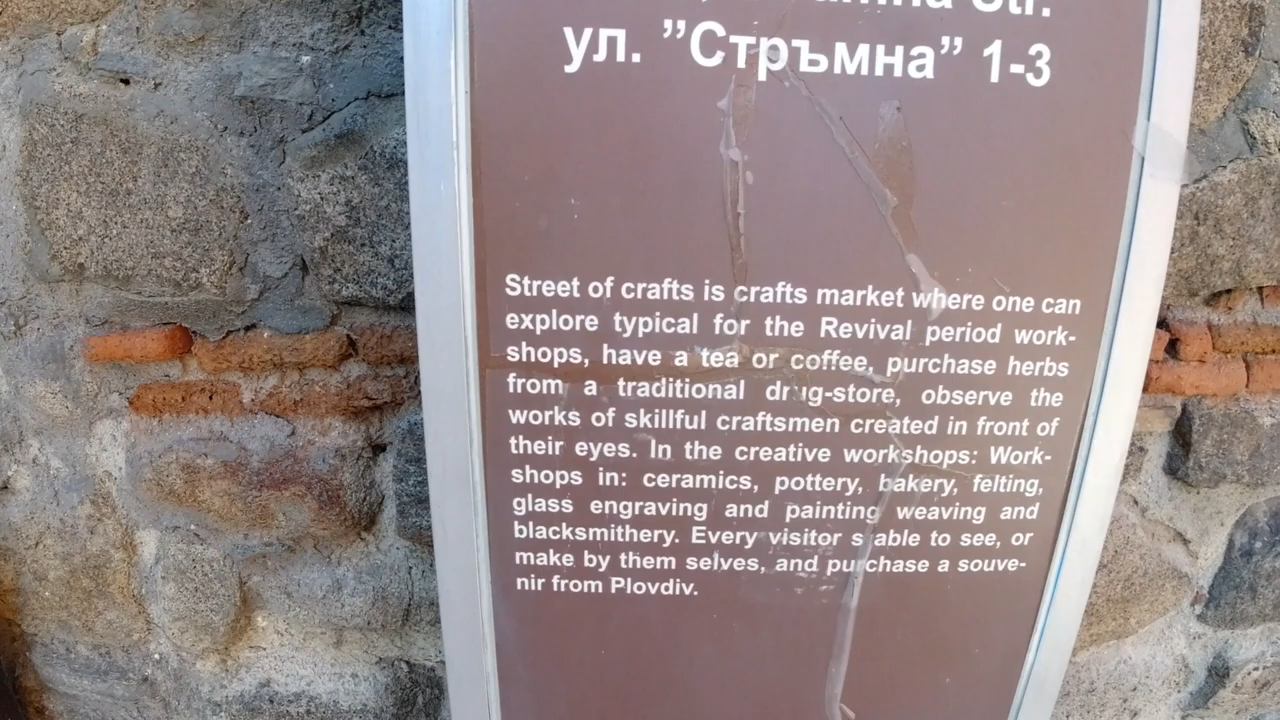 Str.
ул. ”Стръмна” 1-3
Street of crafts is crafts market where one can
explore typical for the Revival period work-
shops, have a tea or coffee, purchase herbs
from a traditional drug-store, observe the
works of skillful craftsmen created in front of
their eyes. In the creative workshops: Work-
shops in: ceramics, pottery, bakery, felting,
glass engraving and painting weaving and
blacksmithery. Every visitor s able to see, or
make by them selves, and purchase a souve-
nir from Plovdiv.